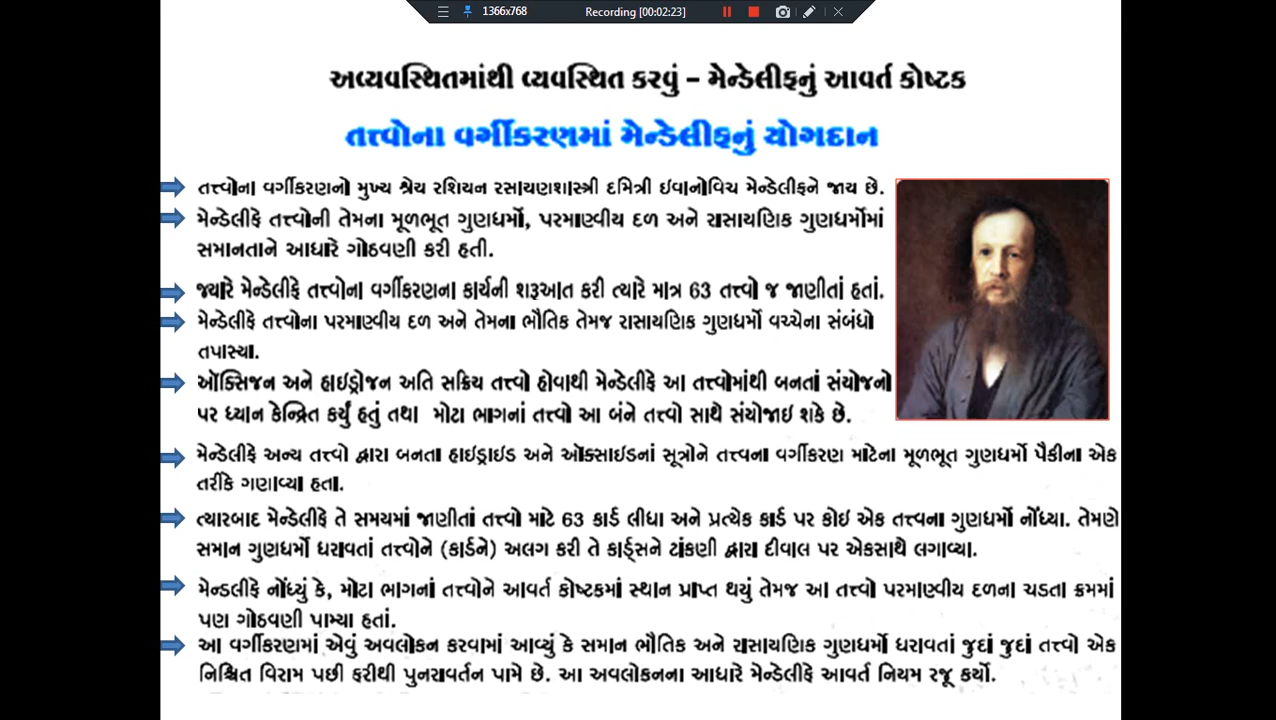 1366x768 Recording [00:02:23]
અવ્યવસ્થિતમાંથી વ્યવસ્થિત કરવું – મેન્ડેલીફનું આવર્ત કોષ્ટક
તત્ત્વોના વર્ગીકરણમાં મેન્ડેલીફનું યોગદાન
તત્ત્વોના વર્ગીકરણનો મુખ્ય શ્રેય રશિયન રસાયણશાસ્ત્રી દમિત્રી ઇવાનોવિચ મેન્ડેલીફને જાય છે.
મેન્ડેલીફે તત્ત્વોની તેમના મૂળભૂત ગુણધર્મો, પરમાણ્વીય દળ અને રાસાયણિક ગુણધર્મોમાં
સમાનતાને આધારે ગોઠવણી કરી હતી.
જ્યારે મેન્ડેલીફે તત્ત્વોના વર્ગીકરણના કાર્યની શરૂઆત કરી ત્યારે માત્ર 63 તત્ત્વો જ જાણીતાં હતાં.
મેન્ડેલીફે તત્ત્વોના પરમાણ્વીય દળ અને તેમના ભૌતિક તેમજ રાસાયણિક ગુણધર્મો વચ્ચેના સંબંધો
તપાસ્યા.
ઑક્સિજન અને હાઇડ્રોજન અતિ સક્રિય તત્ત્વો હોવાથી મેન્ડેલીફે આ તત્ત્વોમાંથી બનતાં સંયોજનો
પર ધ્યાન કેન્દ્રિત કર્યું હતું તથા મોટા ભાગનાં તત્ત્વો આ બંને તત્ત્વો સાથે સંયોજાઇ શકે છે.
મેન્ડેલીફે અન્ય તત્ત્વો દ્વારા બનતા હાઇડ્રાઇડ અને ઑક્સાઇડનાં સૂત્રોને તત્ત્વના વર્ગીકરણ માટેના મૂળભૂત ગુણધર્મો પૈકીના એક
તરીકે ગણાવ્યા હતા.
ત્યારબાદ મેન્ડેલીફે તે સમયમાં જાણીતાં તત્ત્વો માટે 63 કાર્ડ લીધા અને પ્રત્યેક કાર્ડ પર કોઇ એક તત્ત્વના ગુણધર્મો નોંધ્યા. તેમણે
સમાન ગુણધર્મો ધરાવતાં તત્ત્વોને (કાર્ડને) અલગ કરી તે કાર્ડ્સને ટાંકણી દ્વારા દીવાલ પર એકસાથે લગાવ્યા.
મેન્ડલીફે નોંધ્યું કે, મોટા ભાગનાં તત્ત્વોને આવર્ત કોષ્ટકમાં સ્થાન પ્રાપ્ત થયું તેમજ આ તત્ત્વો પરમાણ્વીય દળના ચડતા ક્રમમાં
પણ ગોઠવણી પામ્યા હતાં.
આ વર્ગીકરણમાં એવું અવલોકન કરવામાં આવ્યું કે સમાન ભૌતિક અને રાસાયણિક ગુણધર્મો ધરાવતાં જુદાં જુદાં તત્ત્વો એક
નિશ્ચિત વિરામ પછી ફરીથી પુનરાવર્તન પામે છે. આ અવલોકનના આધારે મેન્ડેલીફે આવર્ત નિયમ રજૂ કર્યો.